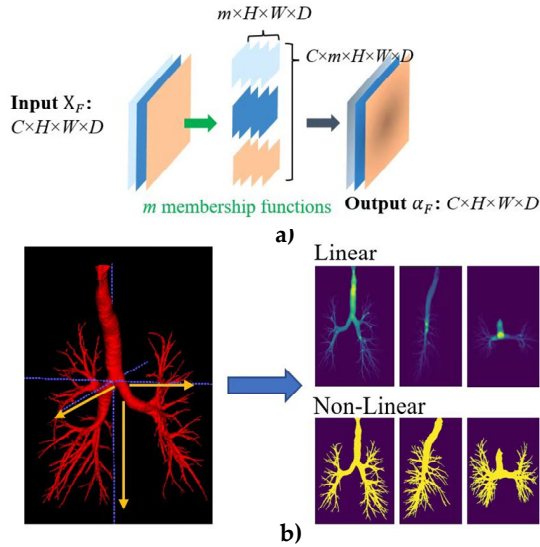 m×H×W×D
C×m×H×W×D
Input X_F:
C×H×W×D
m membership functions
Output α_F: C×H×W×D
a)
Linear
Non-Linear
b)